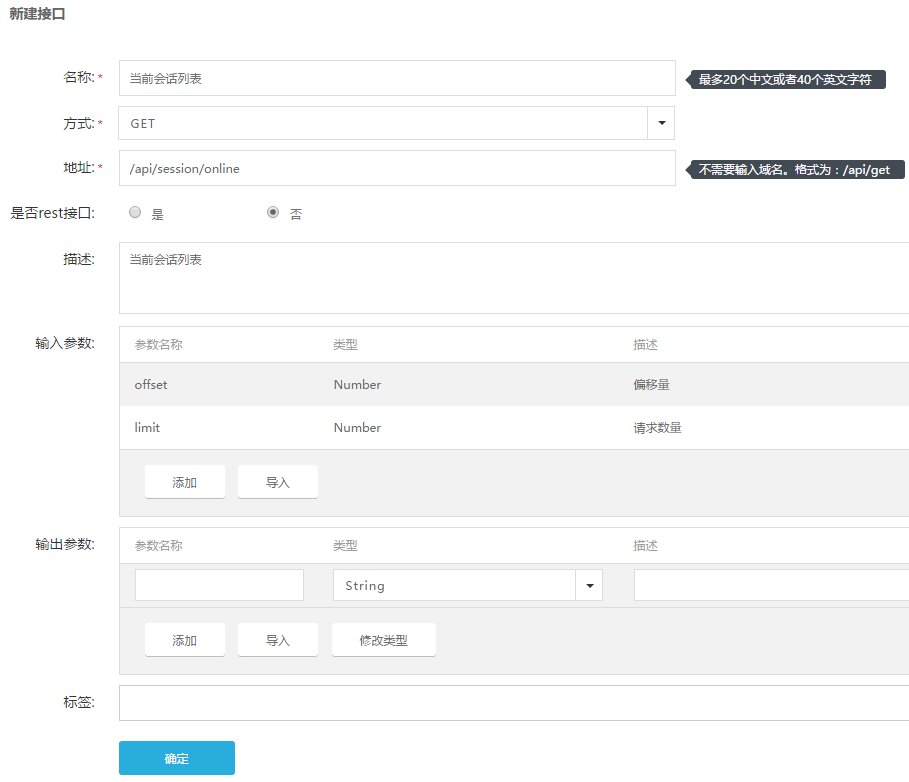 新建接口
名称:* 当前会话列表 最多20个中文或者40个英文字符
方式:* GET
地址:* /api/session/online 不需要输入域名。格式为：/api/get
是否rest接口: 是 否
描述: 当前会话列表
输入参数: 参数名称 类型 描述
offset Number 偏移量
limit Number 请求数量
添加 导入
输出参数: 参数名称 类型 描述
String
添加 导入 修改类型
标签:
确定